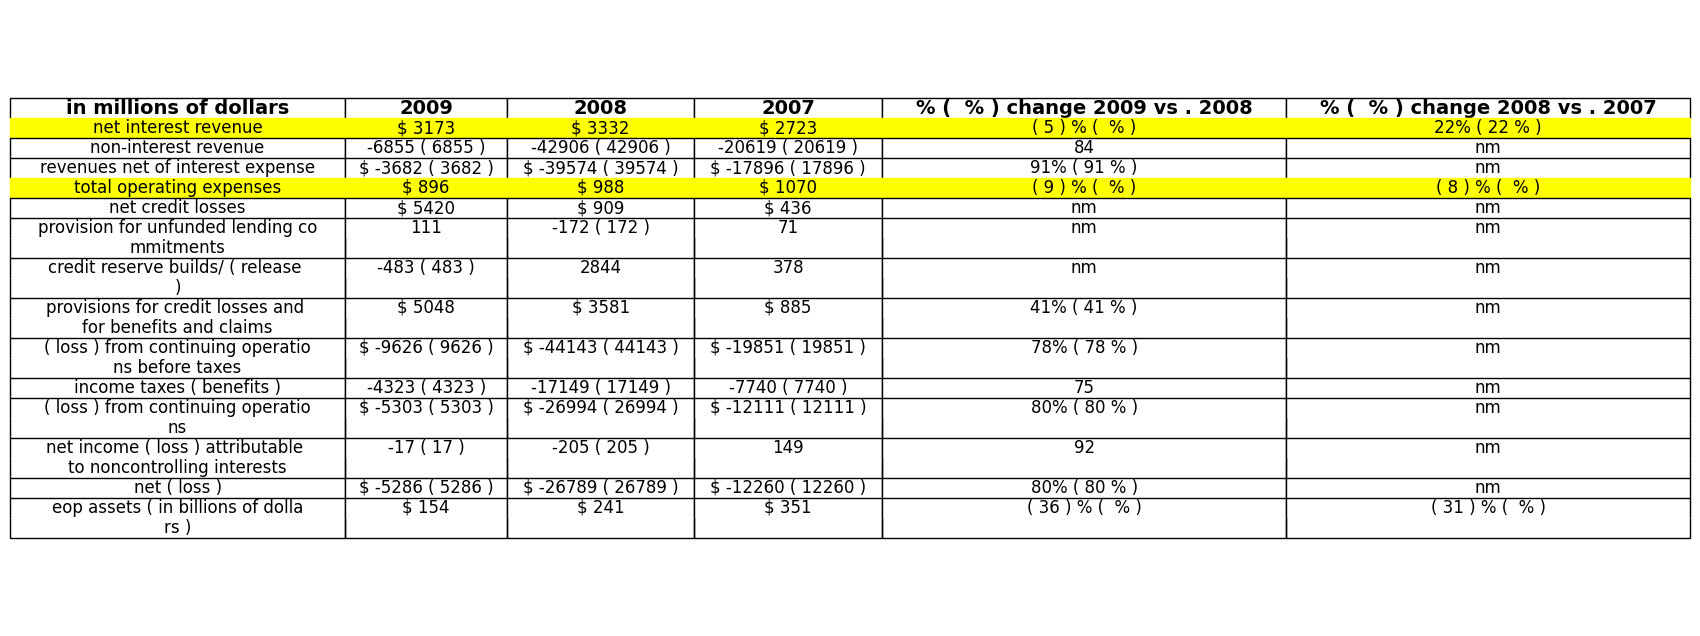 in millions of dollars 2009 2008 2007 % (  % ) change 2009 vs . 2008 % (  % ) change 2008 vs . 2007
net interest revenue $ 3173 $ 3332 $ 2723 ( 5 ) % (  % ) 22% ( 22 % )
non-interest revenue -6855 ( 6855 ) -42906 ( 42906 ) -20619 ( 20619 ) 84 nm
revenues net of interest expense $ -3682 ( 3682 ) $ -39574 ( 39574 ) $ -17896 ( 17896 ) 91% ( 91 % ) nm
total operating expenses $ 896 $ 988 $ 1070 ( 9 ) % (  % ) ( 8 ) % (  % )
net credit losses $ 5420 $ 909 $ 436 nm nm
provision for unfunded lending co 111 -172 ( 172 ) 71 nm nm
mmitments
credit reserve builds/ ( release -483 ( 483 ) 2844 378 nm nm
)
provisions for credit losses and $ 5048 $ 3581 $ 885 41% ( 41 % ) nm
for benefits and claims
( loss ) from continuing operatio $ -9626 ( 9626 ) $ -44143 ( 44143 ) $ -19851 ( 19851 ) 78% ( 78 % ) nm
ns before taxes
income taxes ( benefits ) -4323 ( 4323 ) -17149 ( 17149 ) -7740 ( 7740 ) 75 nm
( loss ) from continuing operatio $ -5303 ( 5303 ) $ -26994 ( 26994 ) $ -12111 ( 12111 ) 80% ( 80 % ) nm
ns
net income ( loss ) attributable -17 ( 17 ) -205 ( 205 ) 149 92 nm
to noncontrolling interests
net ( loss ) $ -5286 ( 5286 ) $ -26789 ( 26789 ) $ -12260 ( 12260 ) 80% ( 80 % ) nm
eop assets ( in billions of dolla $ 154 $ 241 $ 351 ( 36 ) % (  % ) ( 31 ) % (  % )
rs )